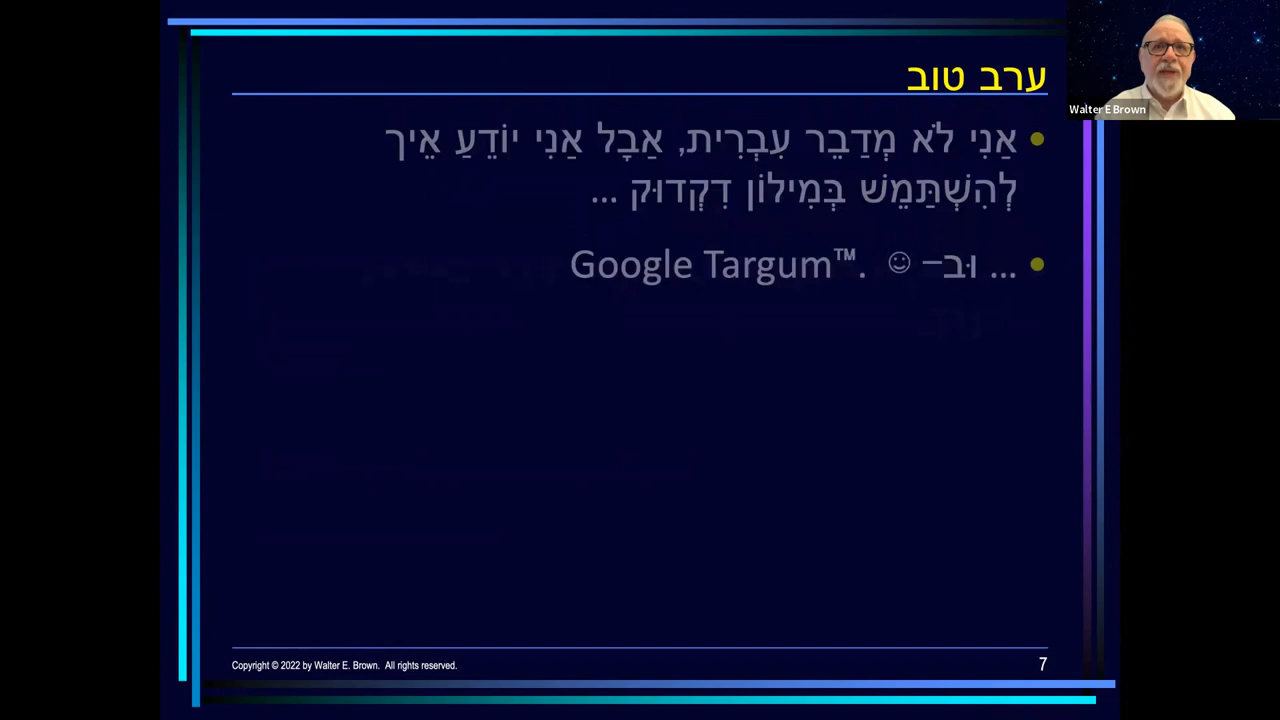 ערב טוב
אַנִי לֹא מְדַבֵּר עִבְרִית, אַבָל אַנִי יוֹדֵעַ אֵיך
לְהִשְׁתַּמֵשׁ בְּמִילוֹן דִקְדוּק ...
... וּב– Google Targum™. ☺
Walter E Brown
Copyright © 2022 by Walter E. Brown. All rights reserved.
7